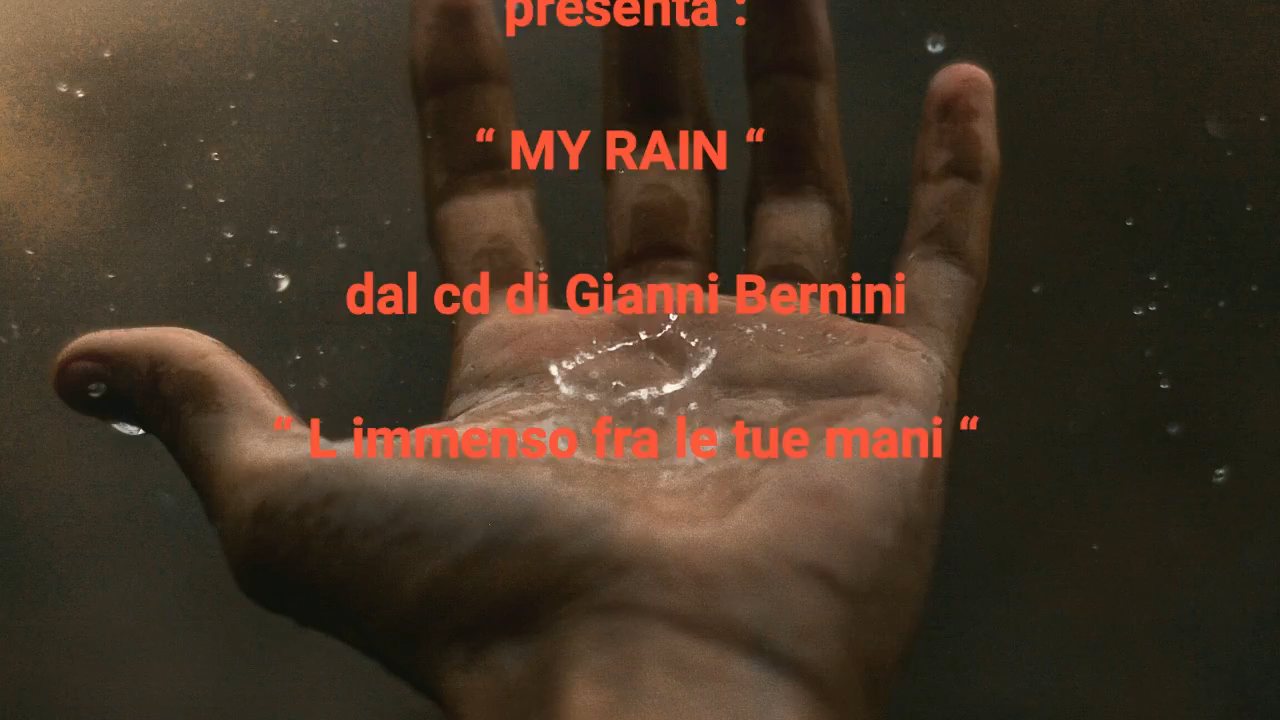 presenta :
“ MY RAIN “
dal cd di Gianni Bernini
“ L immenso fra le tue mani “